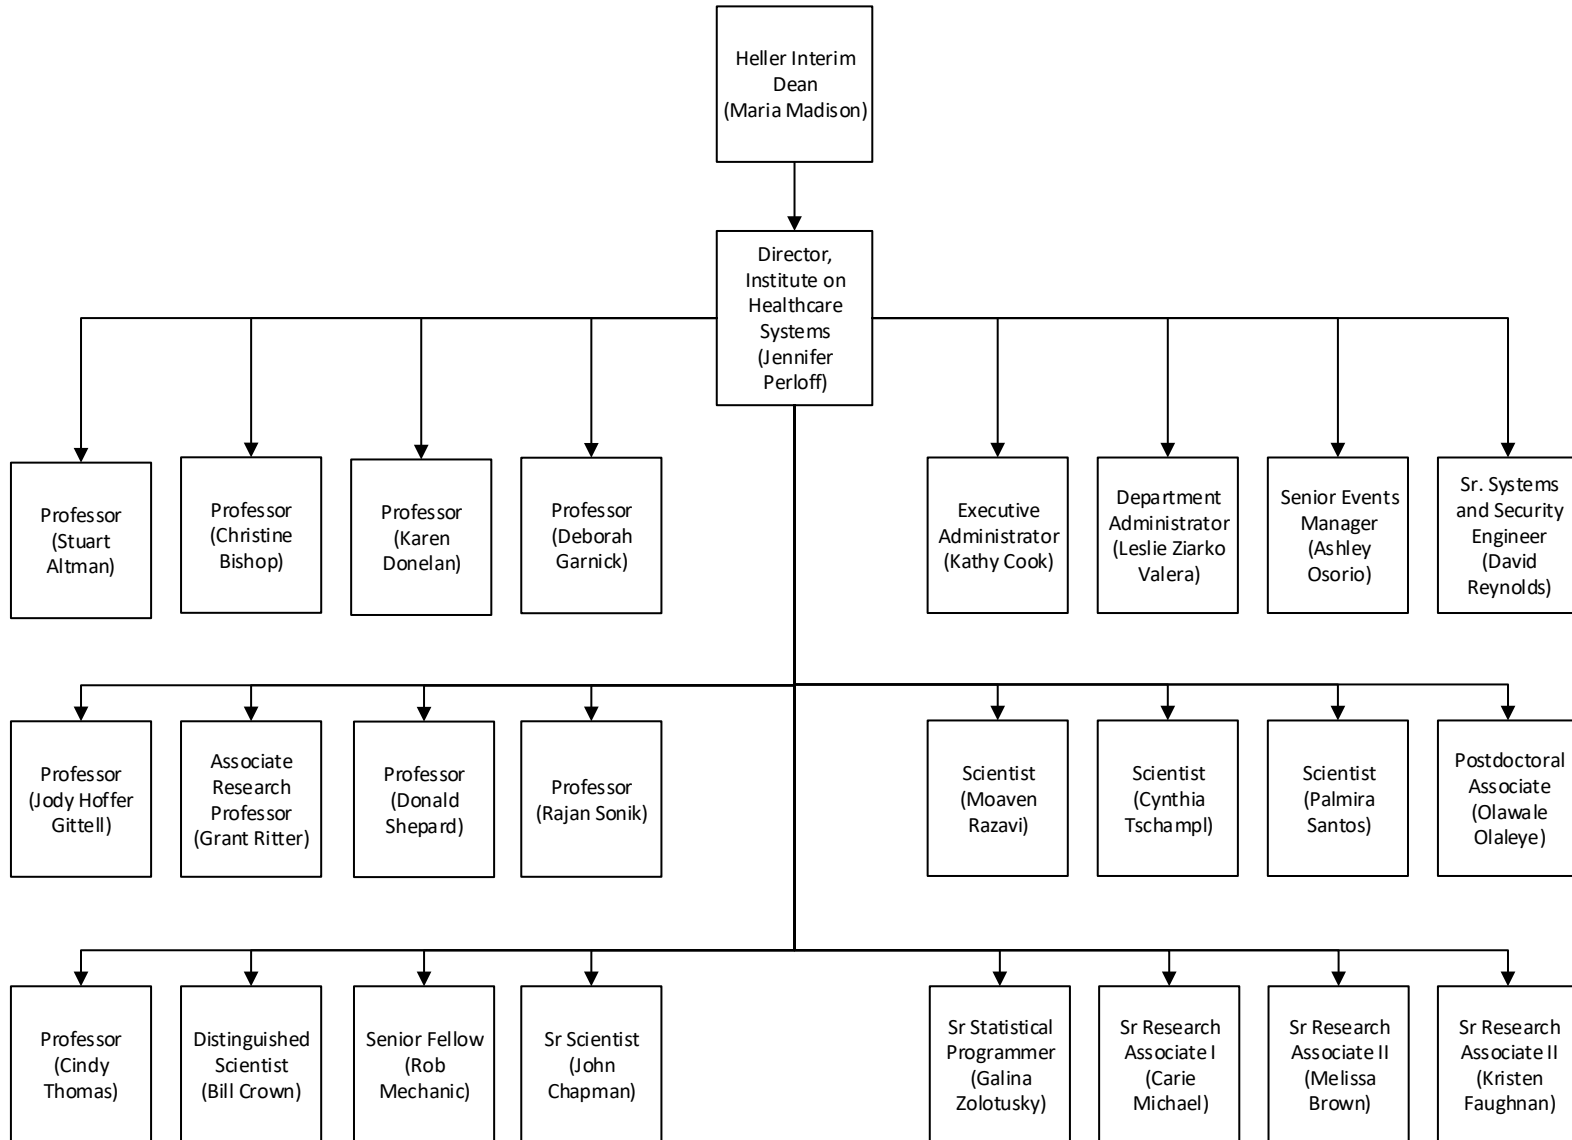 Heller Interim
Dean
(Maria Madison)
Director,
Institute on
Healthcare
Systems
(Jennifer
Perloff)
Professor
(Stuart
Altman)
Professor
(Christine
Bishop)
Professor
(Karen
Donelan)
Professor
(Deborah
Garnick)
Executive
Administrator
(Kathy Cook)
Department
Administrator
(Leslie Ziarko
Valera)
Senior Events
Manager
(Ashley
Osorio)
Sr. Systems
and Security
Engineer
(David
Reynolds)
Professor
(Jody Hoffer
Gittell)
Associate
Research
Professor
(Grant Ritter)
Professor
(Donald
Shepard)
Professor
(Rajan Sonik)
Scientist
(Moaven
Razavi)
Scientist
(Cynthia
Tschampl)
Scientist
(Palmira
Santos)
Postdoctoral
Associate
(Olawale
Olaleye)
Professor
(Cindy
Thomas)
Distinguished
Scientist
(Bill Crown)
Senior Fellow
(Rob
Mechanic)
Sr Scientist
(John
Chapman)
Sr Statistical
Programmer
(Galina
Zolotusky)
Sr Research
Associate I
(Carie
Michael)
Sr Research
Associate II
(Melissa
Brown)
Sr Research
Associate II
(Kristen
Faughnan)